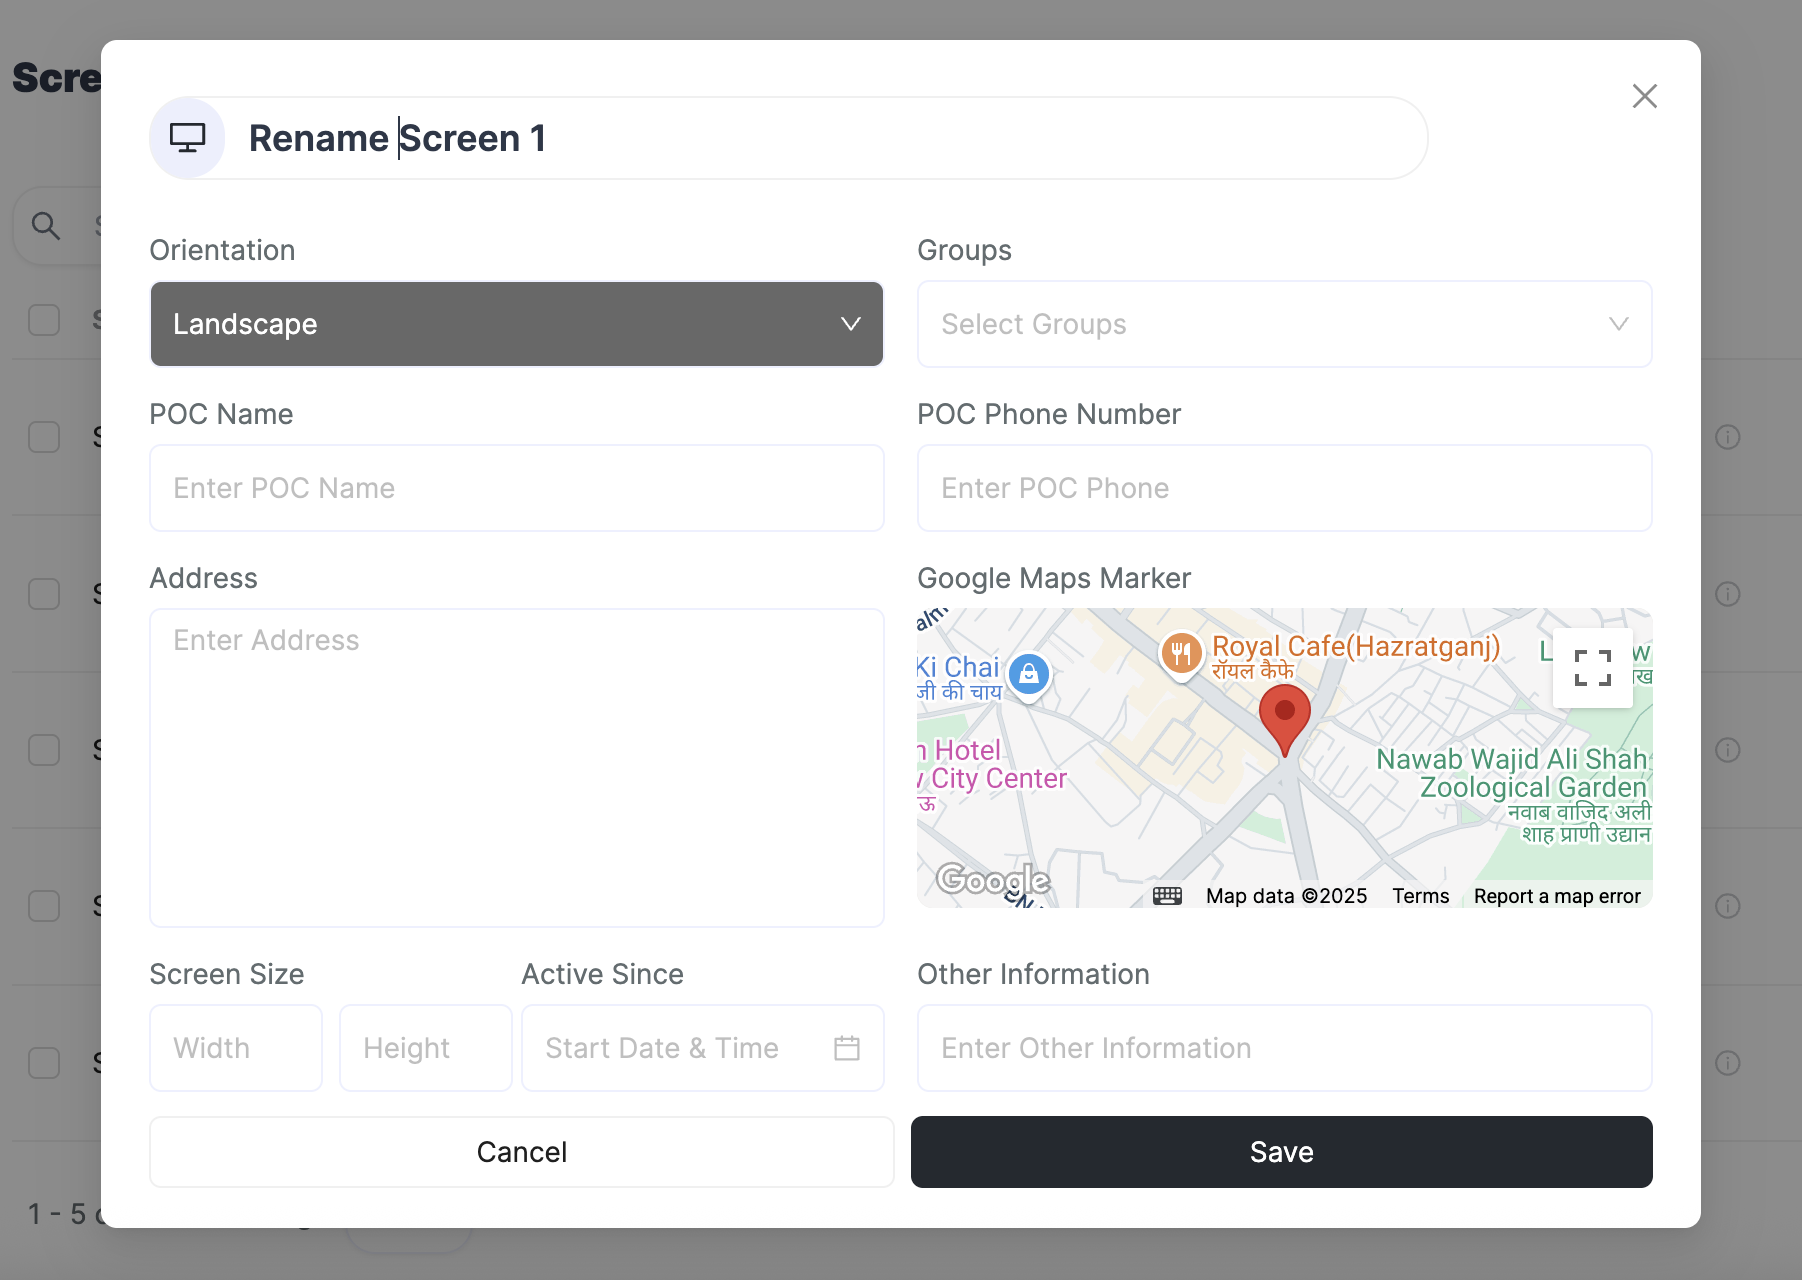 Scre
Rename Screen 1
Orientation
Groups
Landscape
Select Groups
POC Name
POC Phone Number
Enter POC Name
Enter POC Phone
Address
Google Maps Marker
Enter Address
Royal Cafe(Hazratganj)
रॉयल कैफे
Ki Chai
जी की चाय
Hotel
City Center
Nawab Wajid Ali Shah
Zoological Garden
नवाब वाजिद अली
शाह प्राणी उद्यान
Google
Map data ©2025
Terms
Report a map error
Screen Size
Active Since
Other Information
Width
Height
Start Date & Time
Enter Other Information
Cancel
Save
1 - 5